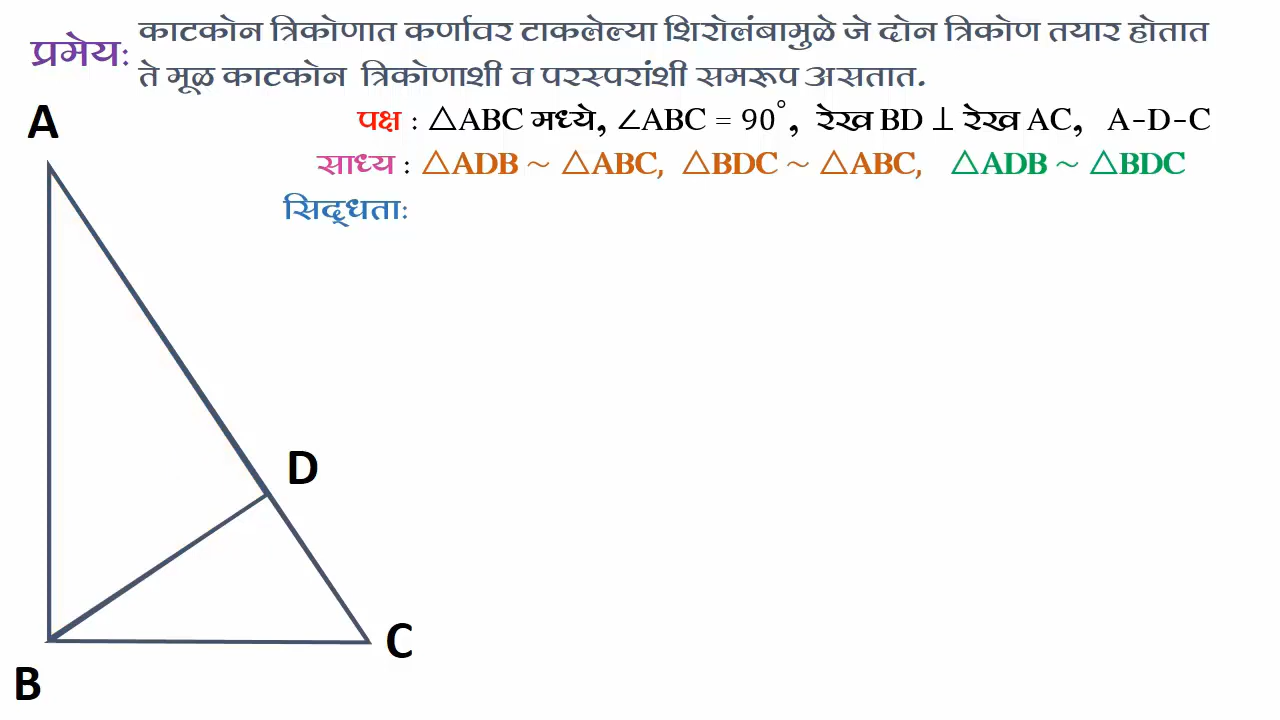 प्रमेयः काटकोन त्रिकोणात कर्णावर टाकलेल्या शिरोलंबामुळे जे दोन त्रिकोण तयार होतात
ते मूळ काटकोन त्रिकोणाशी व परस्परांशी समरूप असतात.
पक्ष : △ABC मध्ये, ∠ABC = 90°, रेख BD ⊥ रेख AC, A-D-C
साध्य : △ADB ~ △ABC, △BDC ~ △ABC, △ADB ~ △BDC
सिद्धताः
A
D
C
B